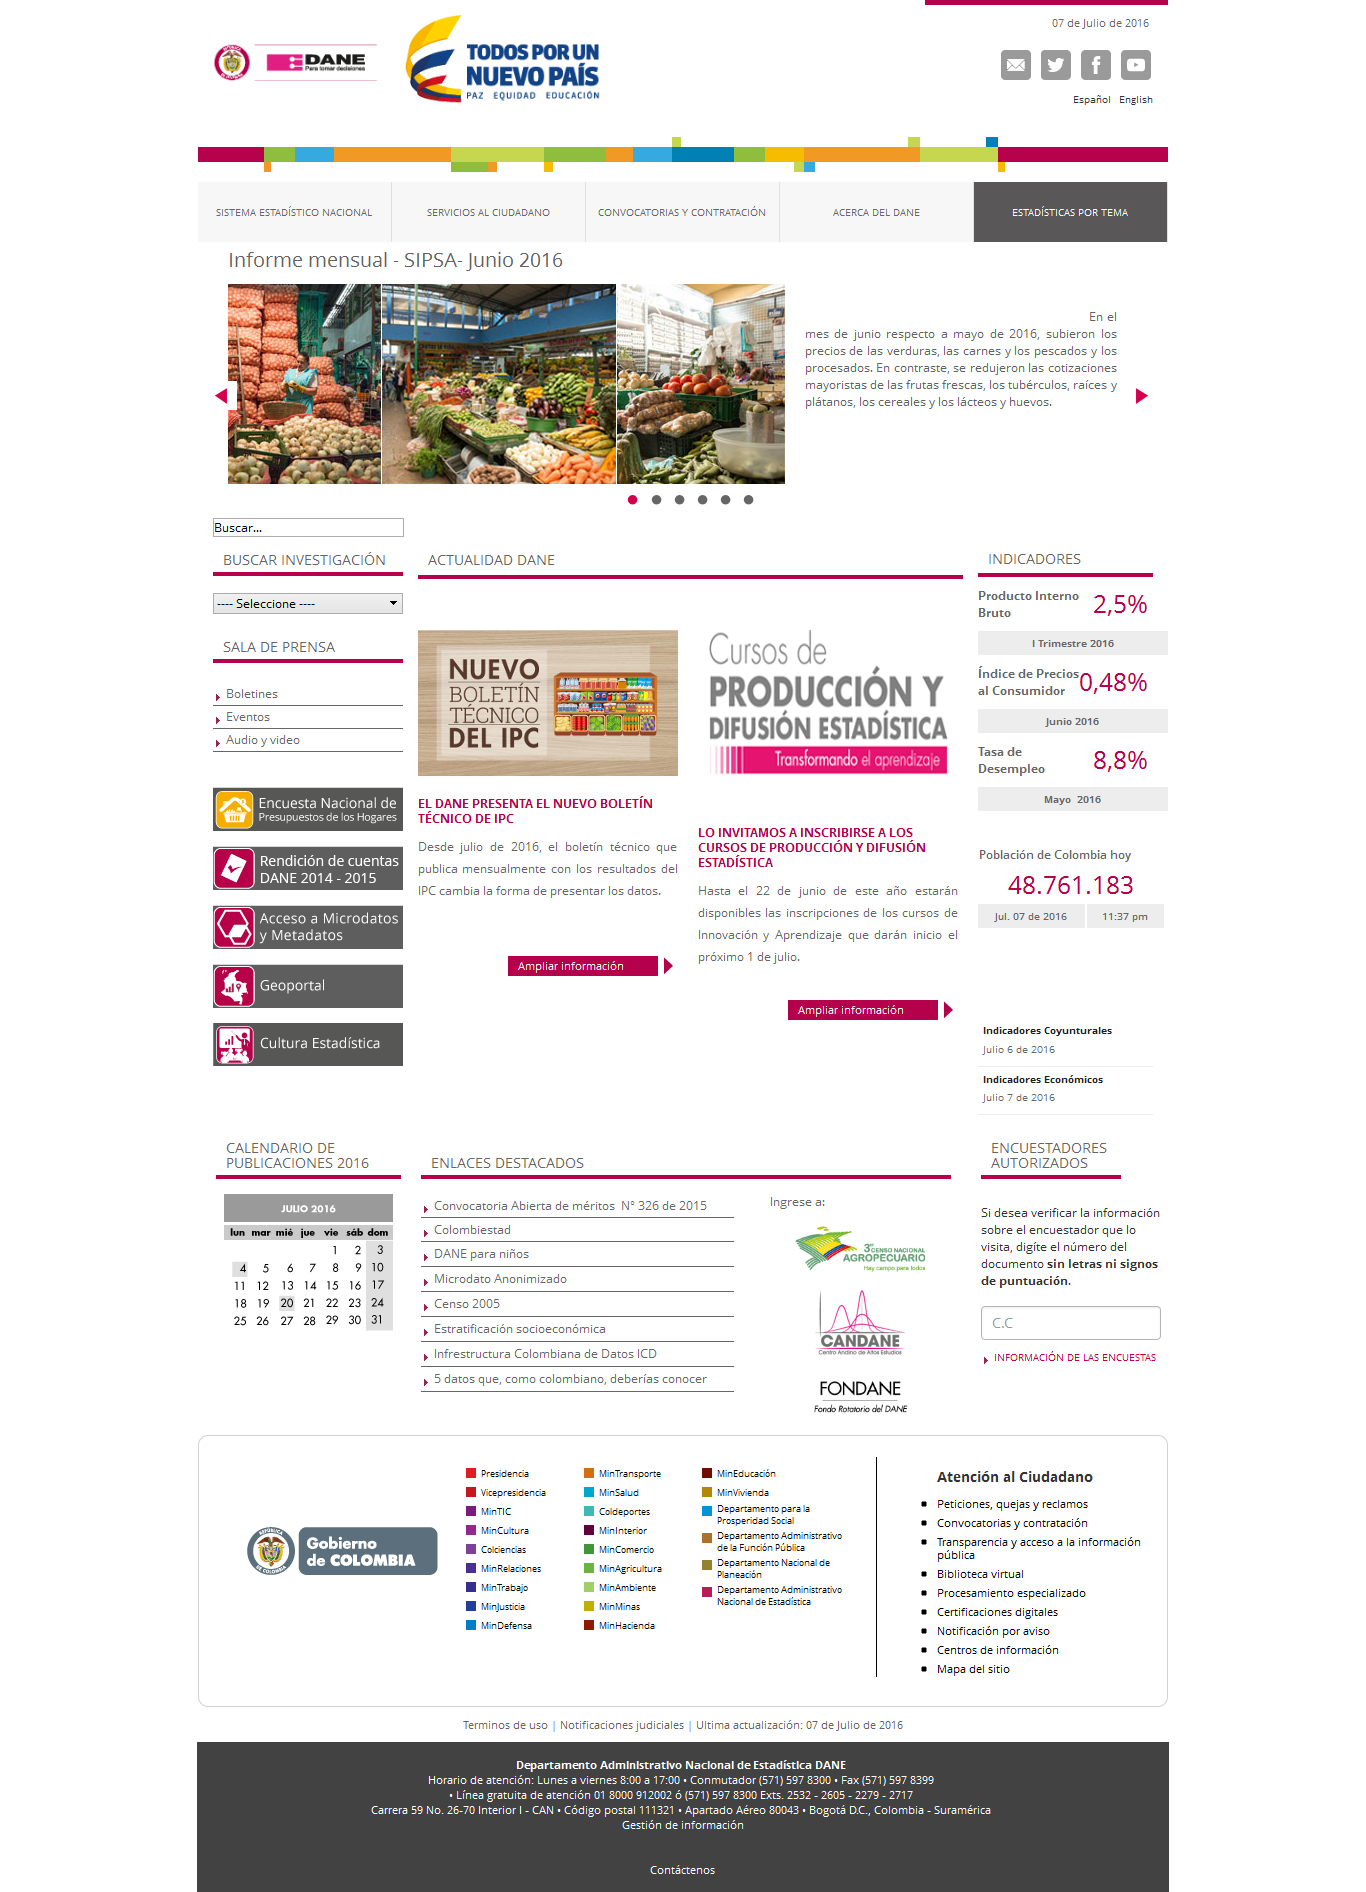 07 de Julio de 2016
DANE
Para tomar decisiones
TODOS POR UN
NUEVO PAÍS
PAZ EQUIDAD EDUCACIÓN
Español English
SISTEMA ESTADÍSTICO NACIONAL
SERVICIOS AL CIUDADANO
CONVOCATORIAS Y CONTRATACIÓN
ACERCA DEL DANE
ESTADÍSTICAS POR TEMA
Informe mensual - SIPSA- Junio 2016
En el
mes de junio respecto a mayo de 2016, subieron los
precios de las verduras, las carnes y los pescados y los
procesados. En contraste, se redujeron las cotizaciones
mayoristas de las frutas frescas, los tubérculos, raíces y
plátanos, los cereales y los lácteos y huevos.
Buscar...
BUSCAR INVESTIGACIÓN
---- Seleccione ----
SALA DE PRENSA
Boletines
Eventos
Audio y video
Encuesta Nacional de
Presupuestos de los Hogares
Rendición de cuentas
DANE 2014 - 2015
Acceso a Microdatos
y Metadatos
Geoportal
Cultura Estadística
ACTUALIDAD DANE
NUEVO
BOLETÍN
TÉCNICO
DEL IPC
EL DANE PRESENTA EL NUEVO BOLETÍN
TÉCNICO DE IPC
Desde julio de 2016, el boletín técnico que
publica mensualmente con los resultados del
IPC cambia la forma de presentar los datos.
Ampliar información
Cursos de
PRODUCCIÓN Y
DIFUSIÓN ESTADÍSTICA
Transformando el aprendizaje
LO INVITAMOS A INSCRIBIRSE A LOS
CURSOS DE PRODUCCIÓN Y DIFUSIÓN
ESTADÍSTICA
Hasta el 22 de junio de este año estarán
disponibles las inscripciones de los cursos de
Innovación y Aprendizaje que darán inicio el
próximo 1 de julio.
Ampliar información
INDICADORES
Producto Interno
Bruto
2,5%
I Trimestre 2016
Índice de Precios
al Consumidor
0,48%
Junio 2016
Tasa de
Desempleo
8,8%
Mayo 2016
Población de Colombia hoy
48.761.183
Jul. 07 de 2016
11:37 pm
Indicadores Coyunturales
Julio 6 de 2016
Indicadores Económicos
Julio 7 de 2016
CALENDARIO DE
PUBLICACIONES 2016
JULIO 2016
lun mar mié jue vie sáb dom
1 2 3
4 5 6 7 8 9 10
11 12 13 14 15 16 17
18 19 20 21 22 23 24
25 26 27 28 29 30 31
ENLACES DESTACADOS
Convocatoria Abierta de méritos N° 326 de 2015
Colombiestad
DANE para niños
Microdato Anonimizado
Censo 2005
Estratificación socioeconómica
Infrestructura Colombiana de Datos ICD
5 datos que, como colombiano, deberías conocer
Ingrese a:
3er CENSO NACIONAL
AGROPECUARIO
Hay campo para todos
CANDANE
Centro Andino de Altos Estudios
FONDANE
Fondo Rotatorio del DANE
ENCUESTADORES
AUTORIZADOS
Si desea verificar la información
sobre el encuestador que lo
visita, digíte el número del
documento sin letras ni signos
de puntuación.
C.C
INFORMACIÓN DE LAS ENCUESTAS
Gobierno
de COLOMBIA
Presidencia
Vicepresidencia
MinTIC
MinCultura
Colciencias
MinRelaciones
MinTrabajo
MinJusticia
MinDefensa
MinTransporte
MinSalud
Coldeportes
MinInterior
MinComercio
MinAgricultura
MinAmbiente
MinMinas
MinHacienda
MinEducación
MinVivienda
Departamento para la
Prosperidad Social
Departamento Administrativo
de la Función Pública
Departamento Nacional de
Planeación
Departamento Administrativo
Nacional de Estadística
Atención al Ciudadano
Peticiones, quejas y reclamos
Convocatorias y contratación
Transparencia y acceso a la información
pública
Biblioteca virtual
Procesamiento especializado
Certificaciones digitales
Notificación por aviso
Centros de información
Mapa del sitio
Terminos de uso | Notificaciones judiciales | Ultima actualización: 07 de Julio de 2016
Departamento Administrativo Nacional de Estadística DANE
Horario de atención: Lunes a viernes 8:00 a 17:00 • Conmutador (571) 597 8300 • Fax (571) 597 8399
• Línea gratuita de atención 01 8000 912002 ó (571) 597 8300 Exts. 2532 - 2605 - 2279 - 2717
Carrera 59 No. 26-70 Interior I - CAN • Código postal 111321 • Apartado Aéreo 80043 • Bogotá D.C., Colombia - Suramérica
Gestión de información
Contáctenos